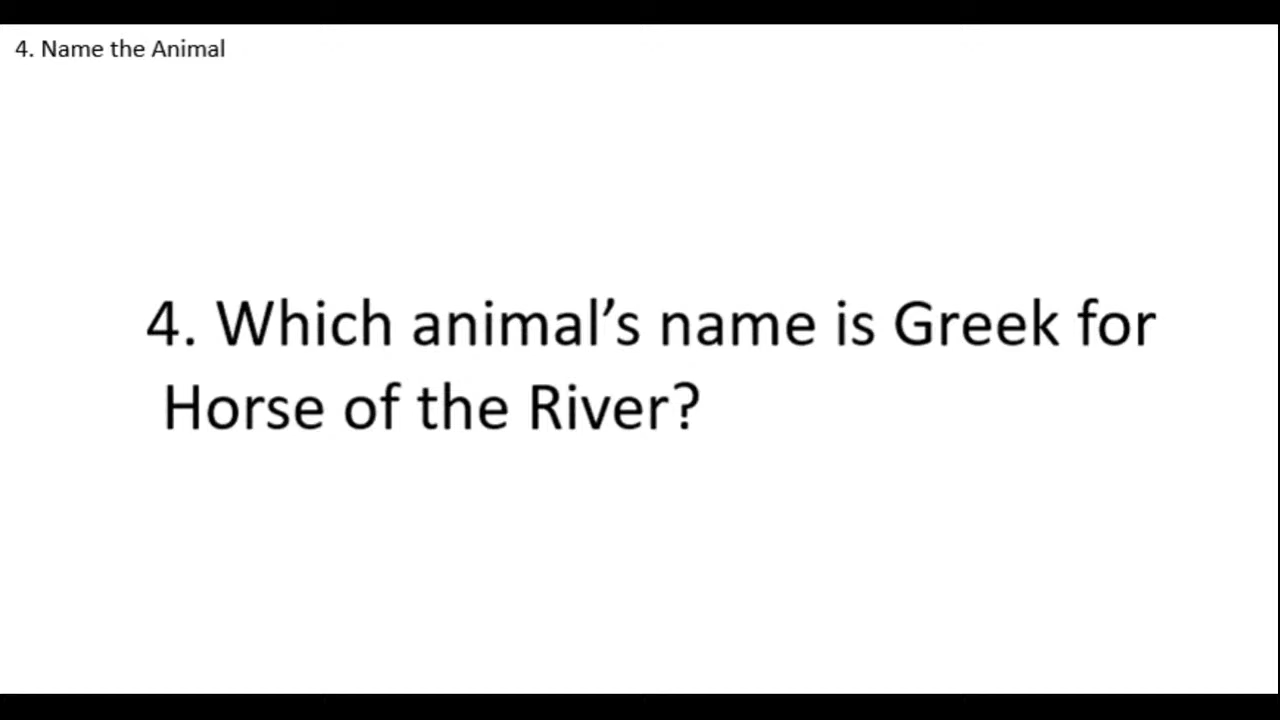 4. Name the Animal
4. Which animal’s name is Greek for
Horse of the River?